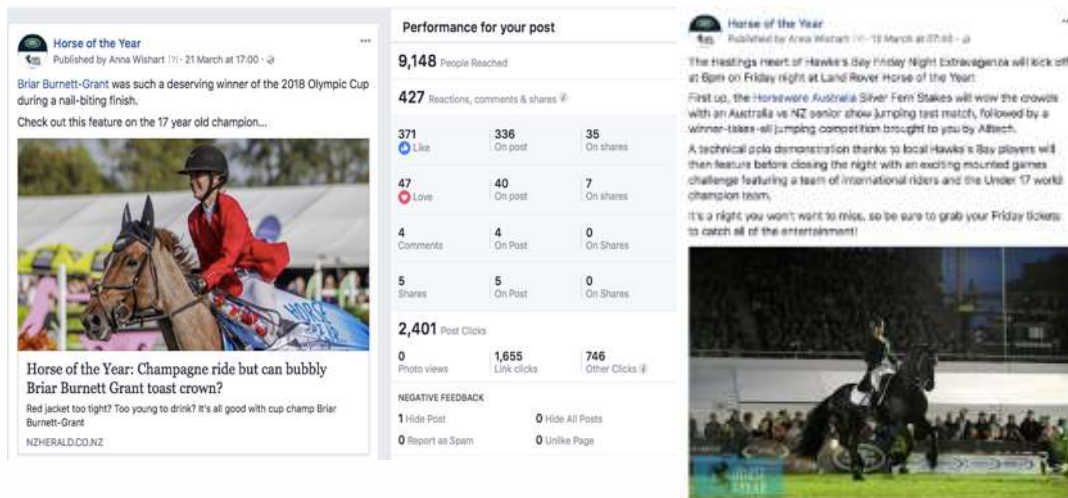 Horse of the Year
Published by Anna Wishart [?] · 21 March at 17:00 ·
Briar Burnett-Grant was such a deserving winner of the 2018 Olympic Cup
during a nail-biting finish.
Check out this feature on the 17 year old champion...
Horse of the Year: Champagne ride but can bubbly
Briar Burnett Grant toast crown?
Red jacket too tight? Too young to drink? It's all good with cup champ Briar
Burnett-Grant
NZHERALD.CO.NZ
Performance for your post
9,148 People Reached
427 Reactions, comments & shares
371 336 35
Like On post On shares
47 40 7
Love On post On shares
4 4 0
Comments On Post On Shares
5 5 0
Shares On Post On Shares
2,401 Post Clicks
0 1,655 746
Photo views Link clicks Other Clicks
NEGATIVE FEEDBACK
1 Hide Post 0 Hide All Posts
0 Report as Spam 0 Unlike Page
Horse of the Year
Published by Anna Wishart March at
The Hastings Heart of Hawke's Bay Friday Night Extravaganza will kick off
at 6pm on Friday night at Land Rover Horse of the Year!
First up, the Horseware Australia Silver Fern Stakes will wow the crowds
with an Australia vs NZ senior show jumping test match, followed by a
winner-takes-all jumping competition brought to you by Alltech.
A technical polo demonstration thanks to local Hawke's Bay players will
then feature before closing the night with an exciting mounted games
challenge featuring a team of international riders and the Under 17 world
champion team.
It's a night you won't want to miss, so be sure to grab your Friday tickets
to catch all of the entertainment!